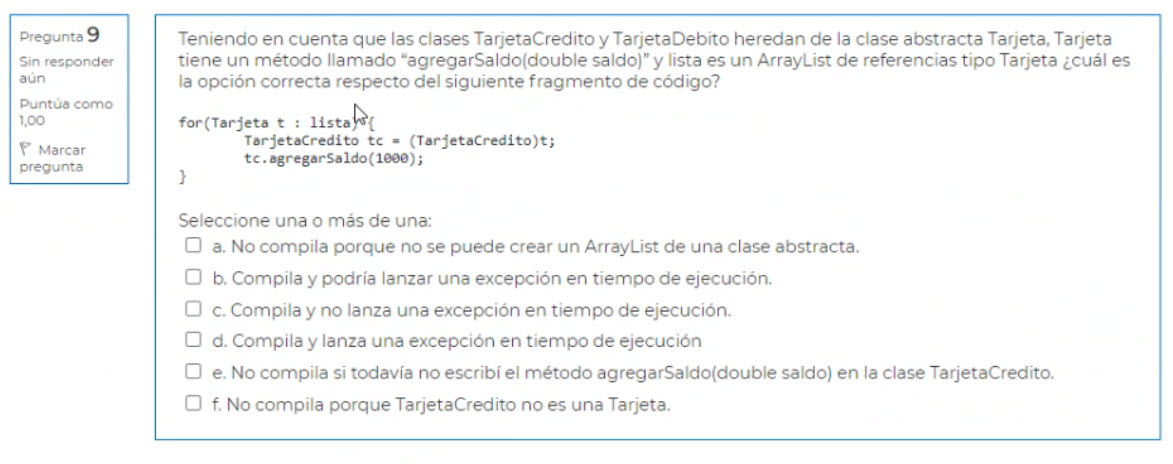 Pregunta 9
Sin responder
aún
Puntúa como
1,00
Marcar
pregunta
Teniendo en cuenta que las clases TarjetaCredito y TarjetaDebito heredan de la clase abstracta Tarjeta, Tarjeta
tiene un método llamado “agregarSaldo(double saldo)” y lista es un ArrayList de referencias tipo Tarjeta ¿cuál es
la opción correcta respecto del siguiente fragmento de código?
for(Tarjeta t : lista) {
TarjetaCredito tc = (TarjetaCredito)t;
tc.agregarSaldo(1000);
}
Seleccione una o más de una:
a. No compila porque no se puede crear un ArrayList de una clase abstracta.
b. Compila y podría lanzar una excepción en tiempo de ejecución.
c. Compila y no lanza una excepción en tiempo de ejecución.
d. Compila y lanza una excepción en tiempo de ejecución
e. No compila si todavía no escribí el método agregarSaldo(double saldo) en la clase TarjetaCredito.
f. No compila porque TarjetaCredito no es una Tarjeta.